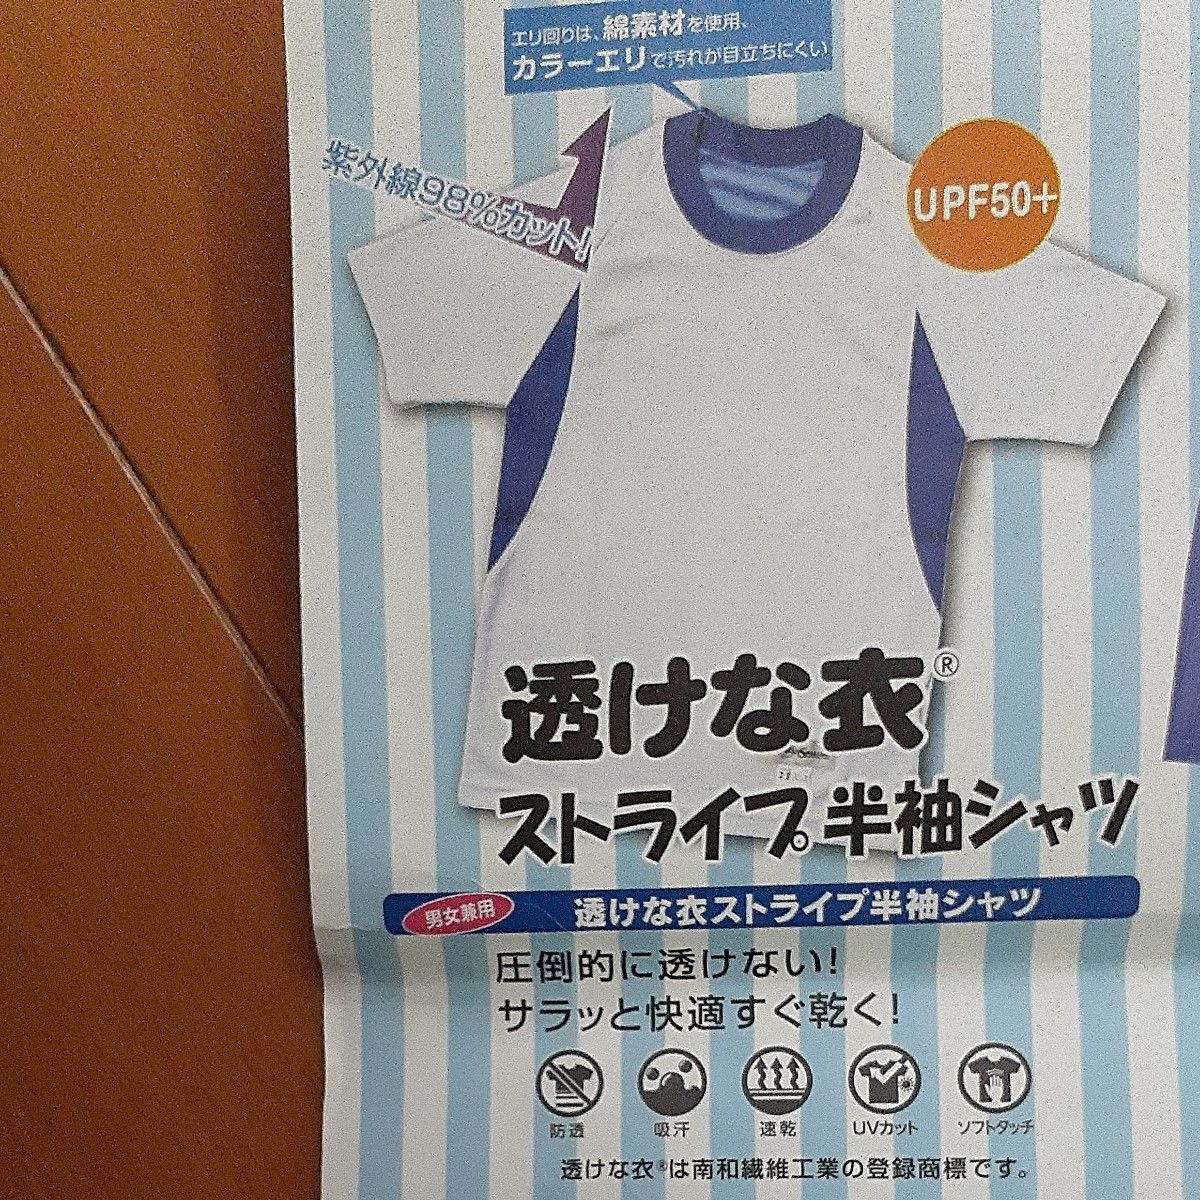 エリ回りは、綿素材を使用、
カラーエリで汚れが目立ちにくい
紫外線98%カット!
UPF50+
透けな衣®
ストライプ半袖シャツ
男女兼用 透けな衣ストライプ半袖シャツ
圧倒的に透けない!
サラッと快適すぐ乾く!
防透 吸汗 速乾 UVカット ソフトタッチ
透けな衣®は南和繊維工業の登録商標です。